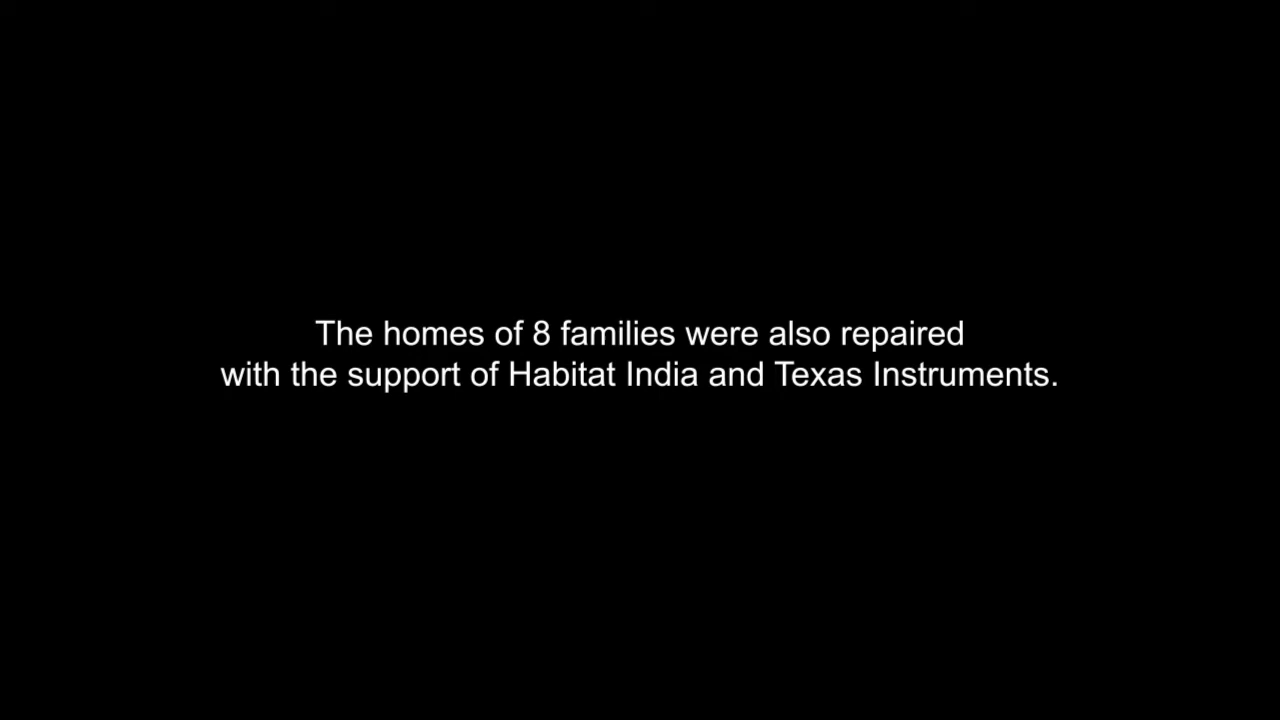 The homes of 8 families were also repaired
with the support of Habitat India and Texas Instruments.